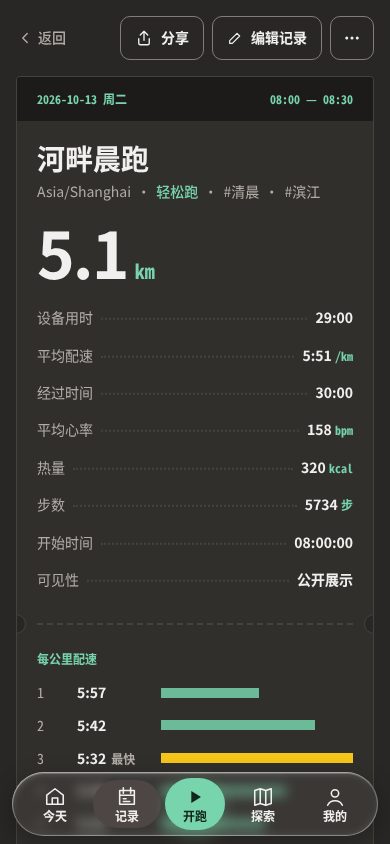 返回
分享
编辑记录
2026-10-13 周二
08:00 — 08:30
河畔晨跑
Asia/Shanghai • 轻松跑 • #清晨 • #滨江
5.1 km
设备用时 29:00
平均配速 5:51 /km
经过时间 30:00
平均心率 158 bpm
热量 320 kcal
步数 5734 步
开始时间 08:00:00
可见性 公开展示
每公里配速
1 5:57
2 5:42
3 5:32 最快
今天
记录
开跑
探索
我的